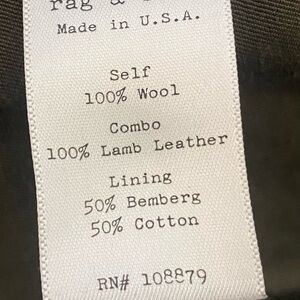 rag &
Made in U.S.A.
Self
100% Wool
Combo
100% Lamb Leather
Lining
50% Bemberg
50% Cotton
RN# 108879